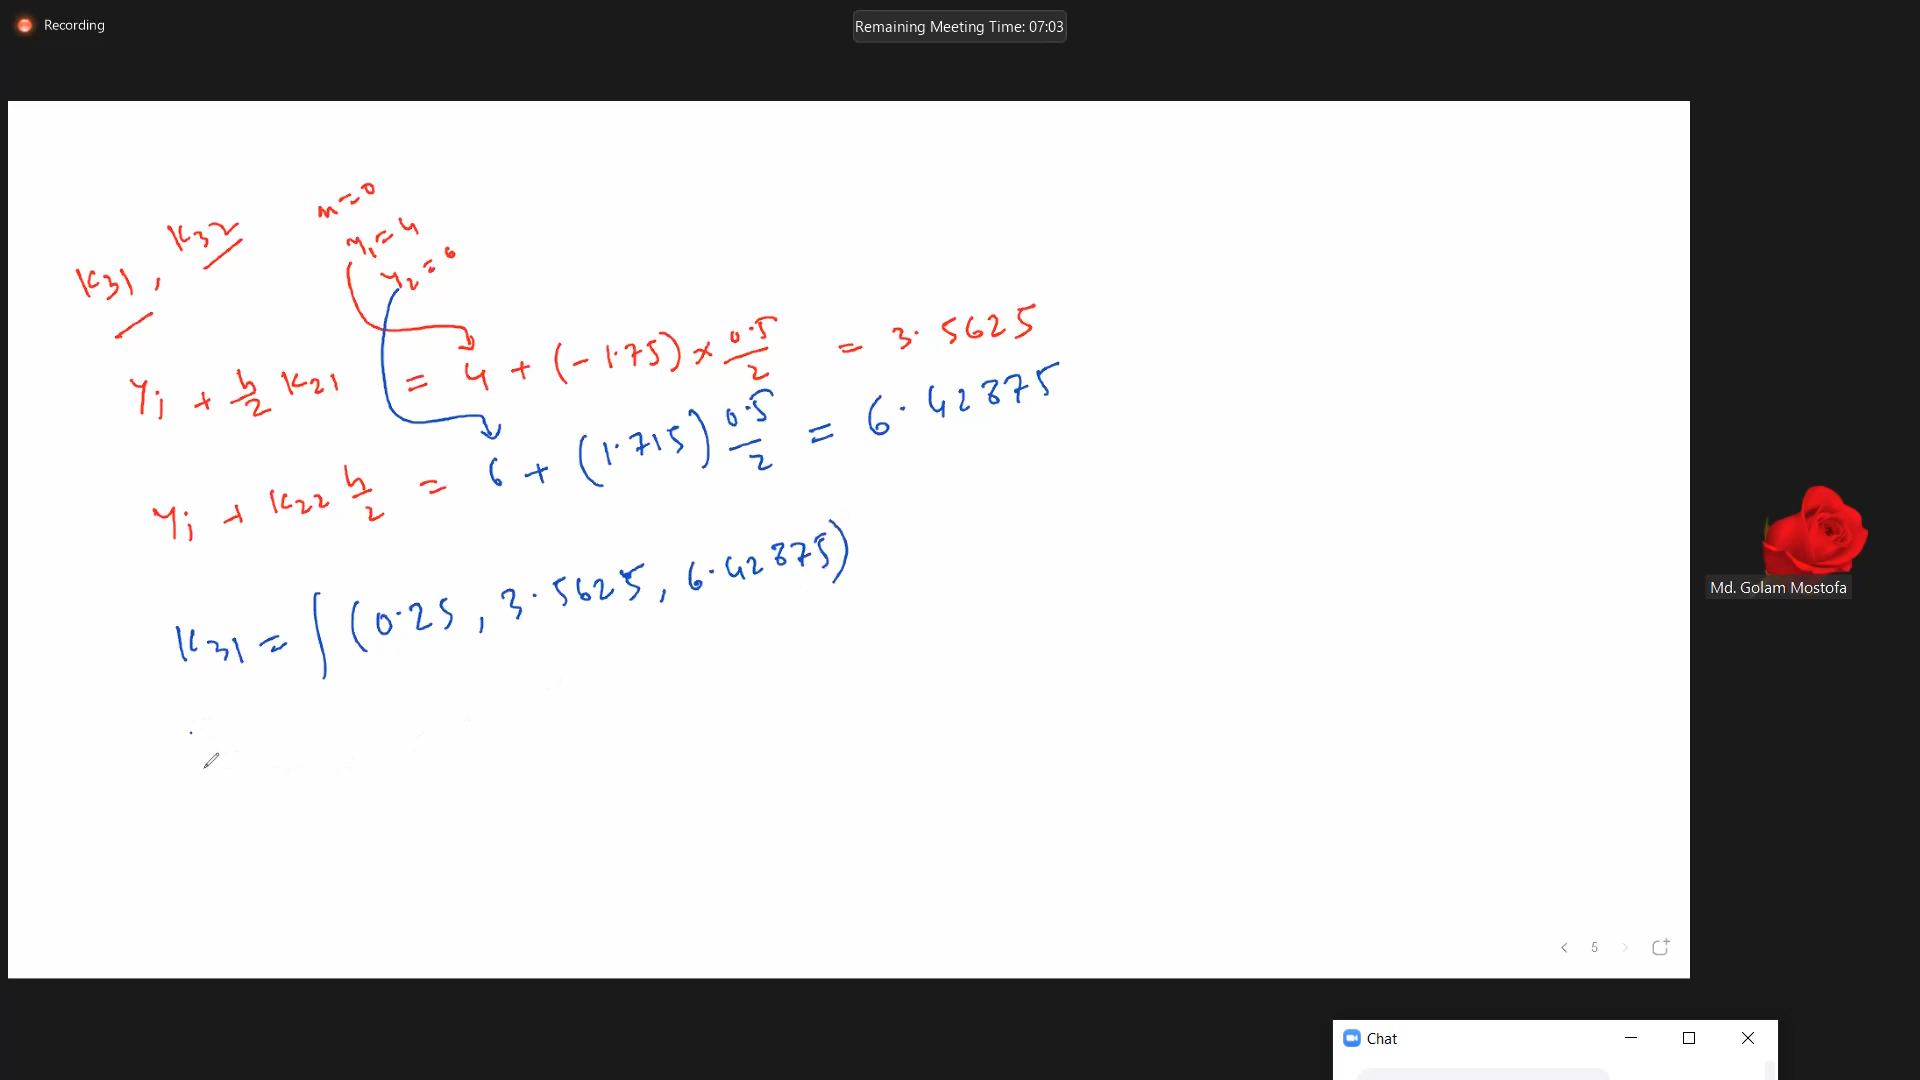 Recording
Remaining Meeting Time: 07:03
k31, k32
n=0
y1=4
y2=6
yi + h/2 k21 = 4 + (-1.75) × 0.5/2 = 3.5625
yi + k22 h/2 = 6 + (1.715) 0.5/2 = 6.42875
k31 = f(0.25, 3.5625, 6.42875)
Md. Golam Mostofa
5
Chat